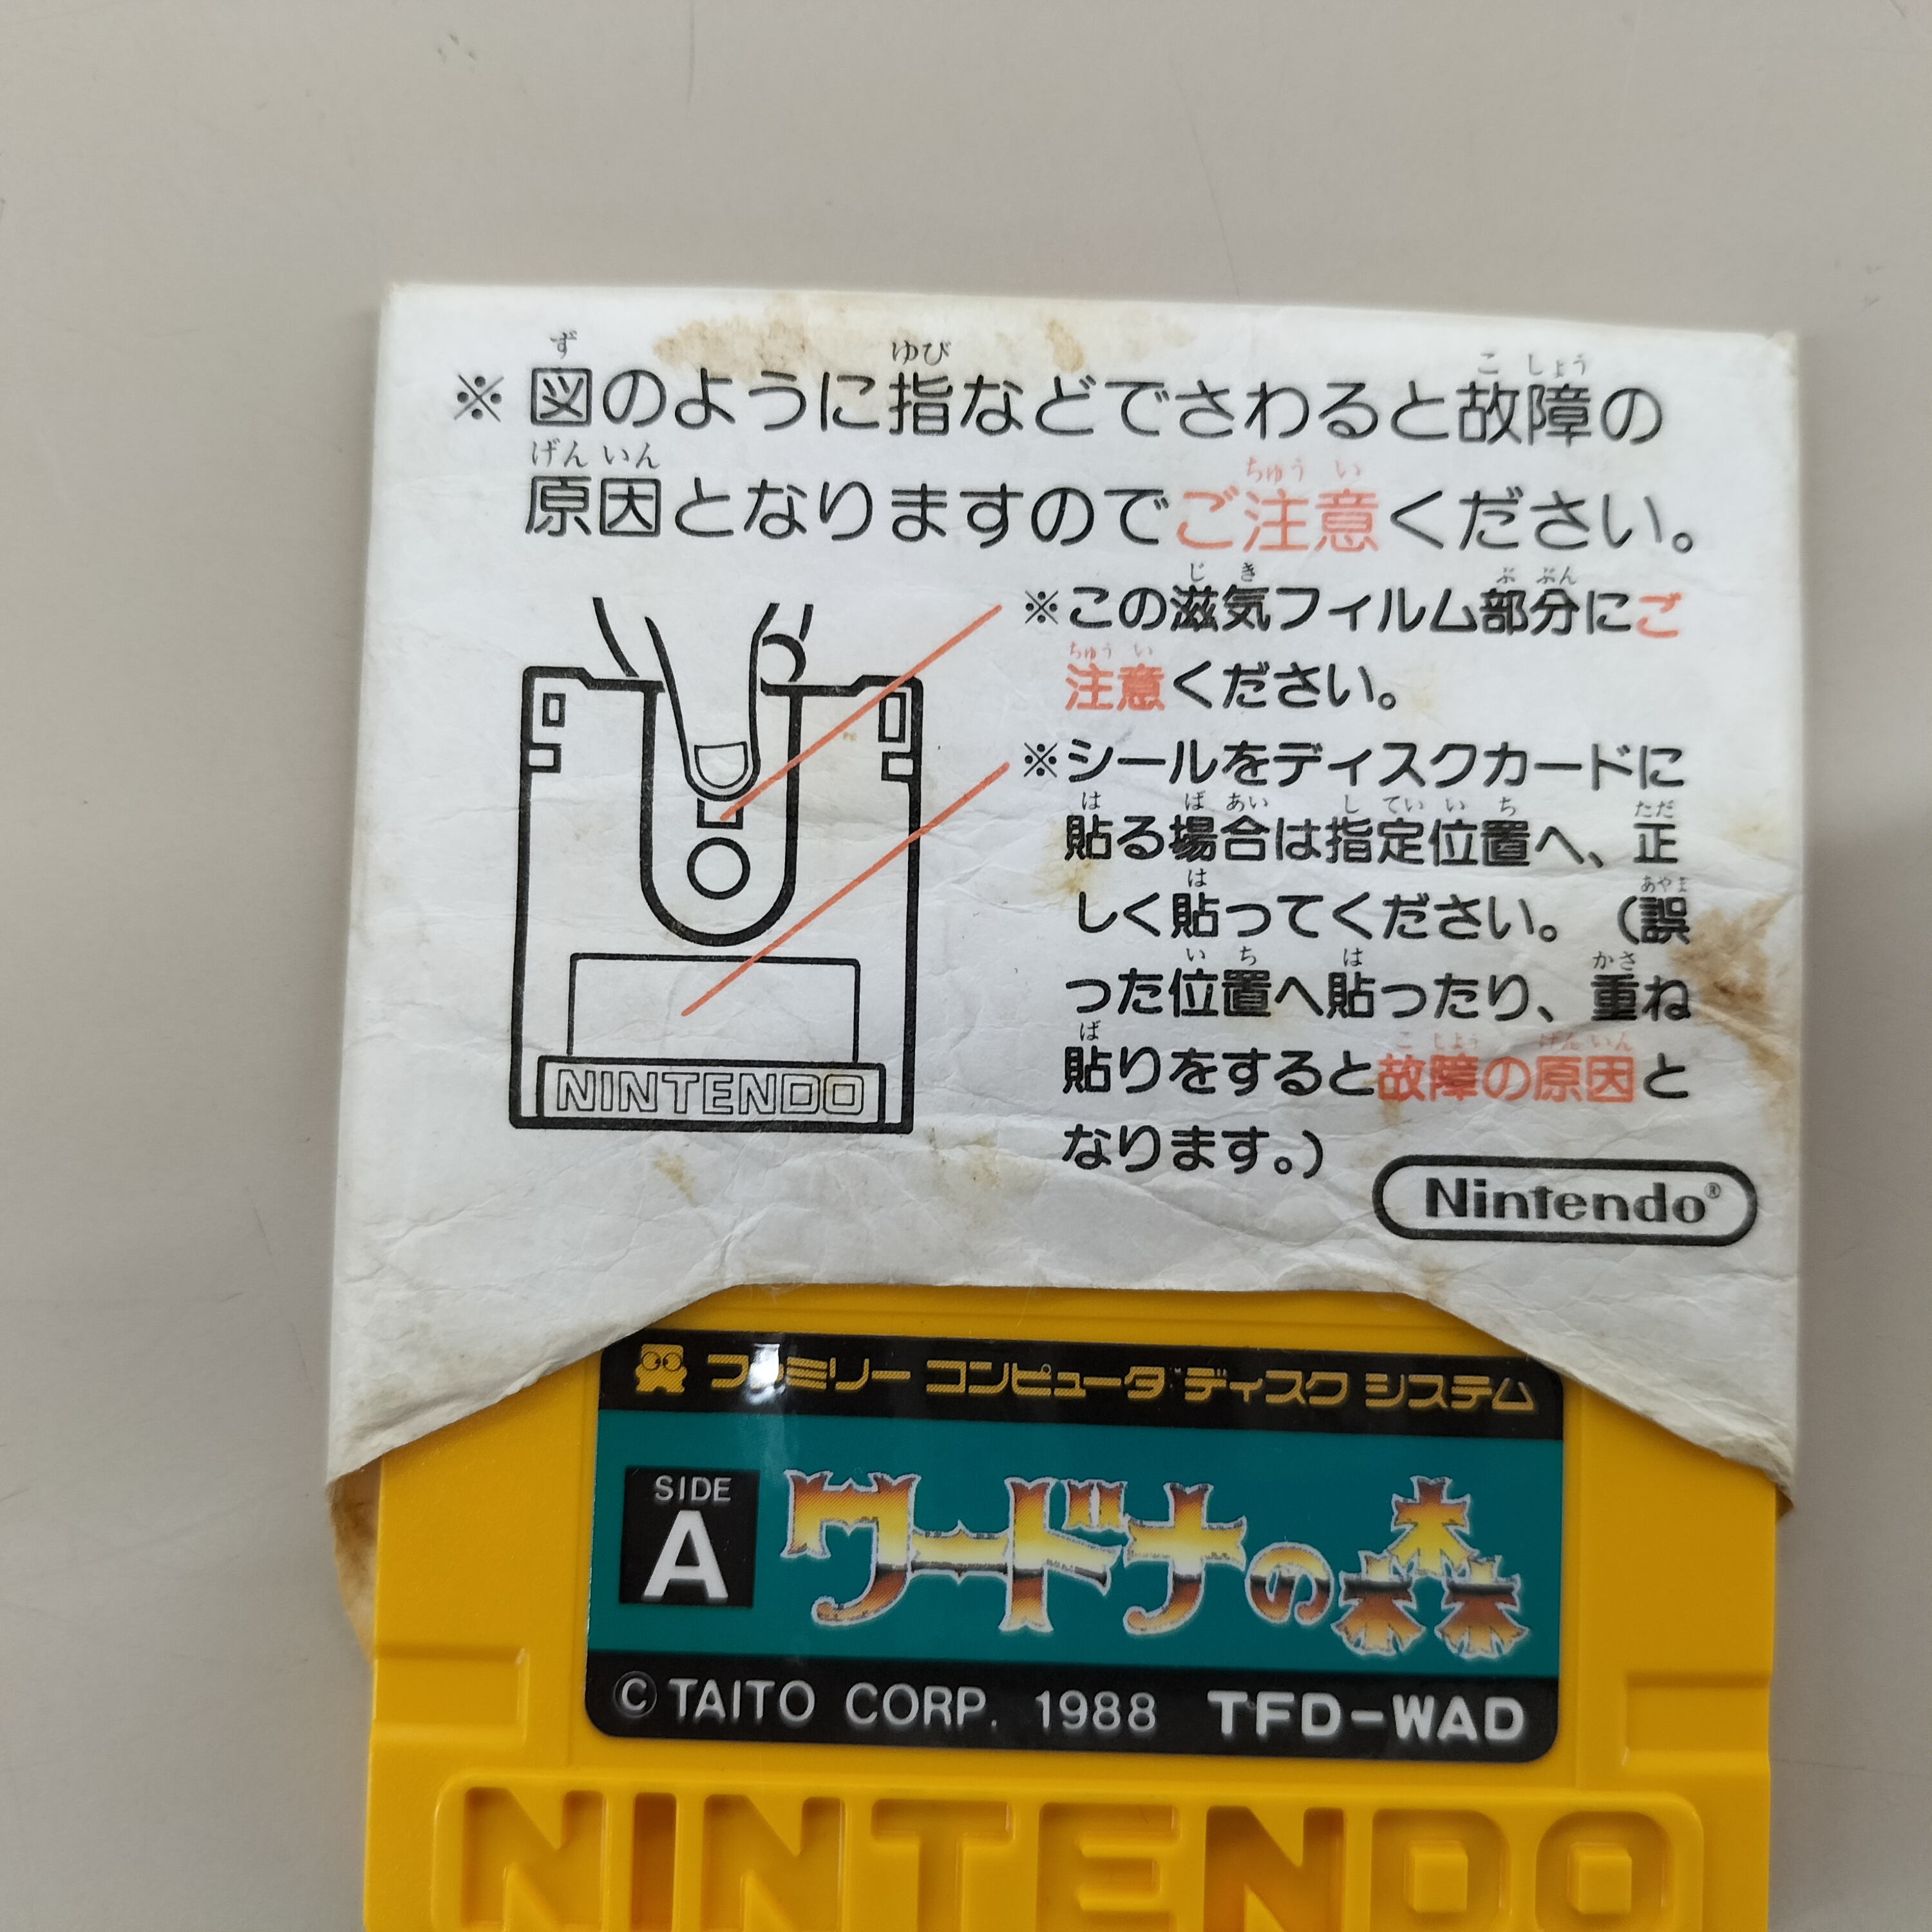 ※図のように指などでさわると故障の
原因となりますのでご注意ください。
※この滋気フィルム部分にご
注意ください。
※シールをディスクカードに
貼る場合は指定位置へ、正
しく貼ってください。（誤
った位置へ貼ったり、重ね
貼りをすると故障の原因と
なります。）
NINTENDO
Nintendo®
ファミリー コンピュータ ディスク システム
SIDE
A
ワードナの森
© TAITO CORP. 1988 TFD-WAD
NINTENDO